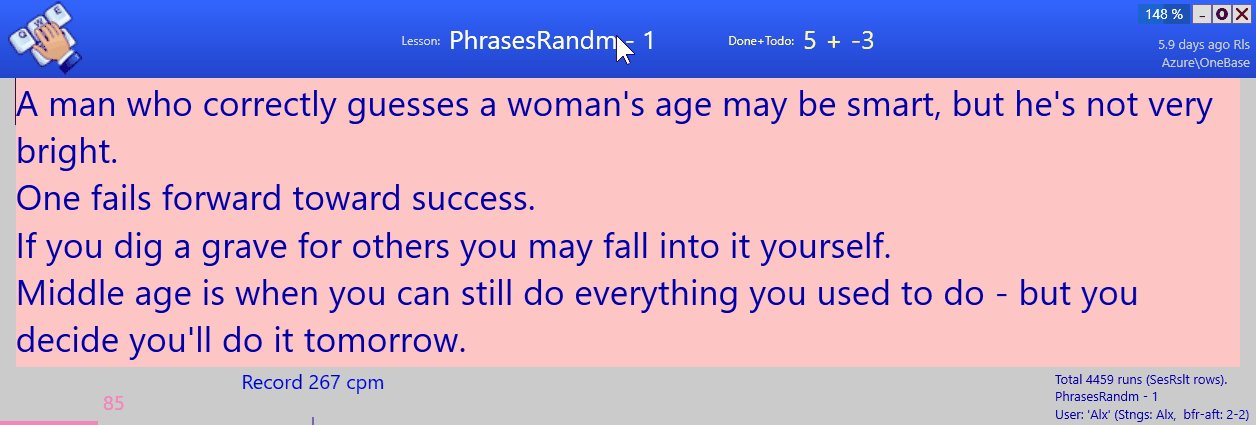 148 %
Lesson: PhrasesRandm - 1 Done+Todo: 5 + -3
5.9 days ago Rls
Azure\OneBase
A man who correctly guesses a woman's age may be smart, but he's not very
bright.
One fails forward toward success.
If you dig a grave for others you may fall into it yourself.
Middle age is when you can still do everything you used to do - but you
decide you'll do it tomorrow.
Record 267 cpm
85
Total 4459 runs (SesRslt rows).
PhrasesRandm - 1
User: 'Alx' (Stngs: Alx, bfr-aft: 2-2)